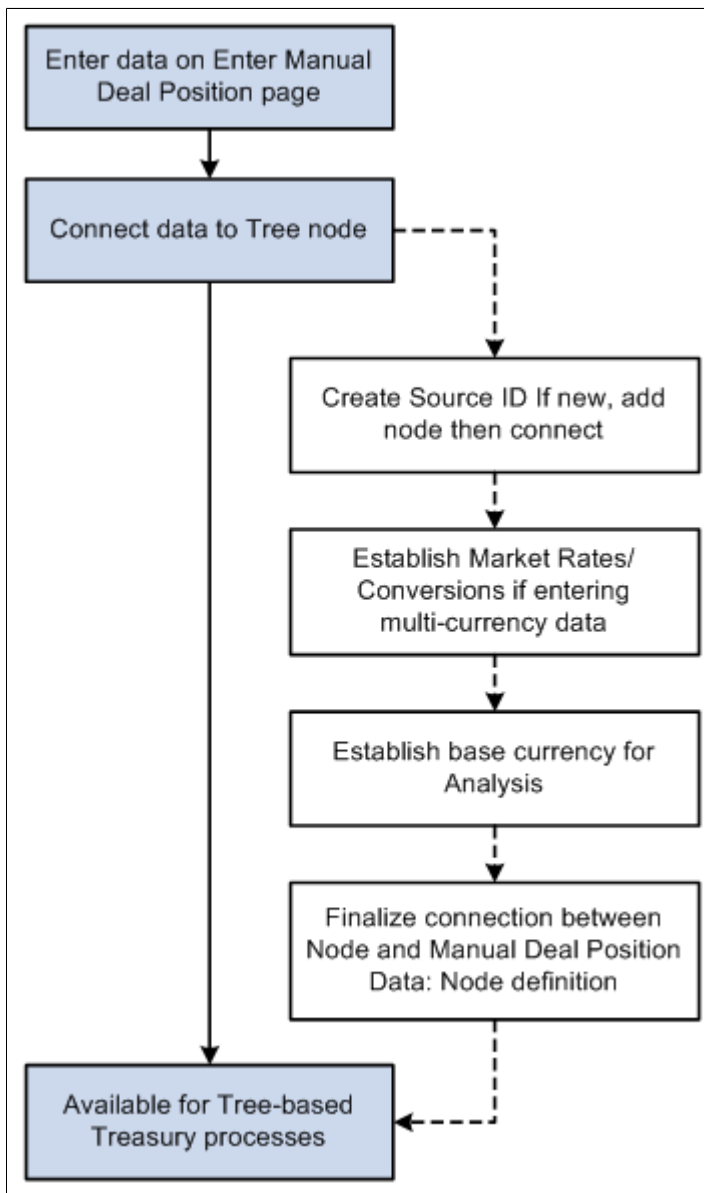 Enter data on Enter Manual
Deal Position page
Connect data to Tree node
Create Source ID If new, add
node then connect
Establish Market Rates/
Conversions if entering
multi-currency data
Establish base currency for
Analysis
Finalize connection between
Node and Manual Deal Position
Data: Node definition
Available for Tree-based
Treasury processes